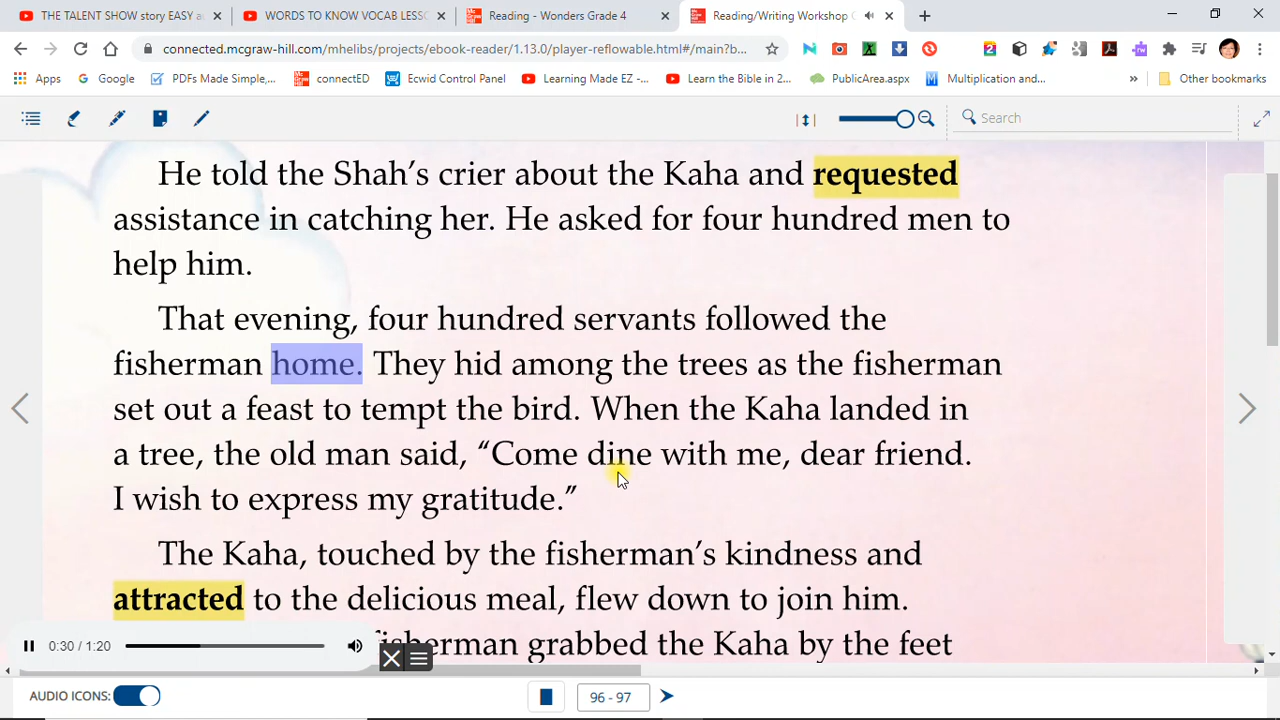 THE TALENT SHOW story EASY a
WORDS TO KNOW VOCAB LESSO
Reading - Wonders Grade 4
Reading/Writing Workshop
connected.mcgraw-hill.com/mhelibs/projects/ebook-reader/1.13.0/player-reflowable.html#/main?b...
Apps
Google
PDFs Made Simple,...
connectED
Ecwid Control Panel
Learning Made EZ -...
Learn the Bible in 2...
PublicArea.aspx
Multiplication and...
»
Other bookmarks
Search
He told the Shah's crier about the Kaha and requested
assistance in catching her. He asked for four hundred men to
help him.
That evening, four hundred servants followed the
fisherman home. They hid among the trees as the fisherman
set out a feast to tempt the bird. When the Kaha landed in
a tree, the old man said, “Come dine with me, dear friend.
I wish to express my gratitude.”
The Kaha, touched by the fisherman's kindness and
attracted to the delicious meal, flew down to join him.
fisherman grabbed the Kaha by the feet
0:30 / 1:20
AUDIO ICONS:
96 - 97